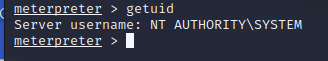 meterpreter > getuid
Server username: NT AUTHORITY\SYSTEM
meterpreter >